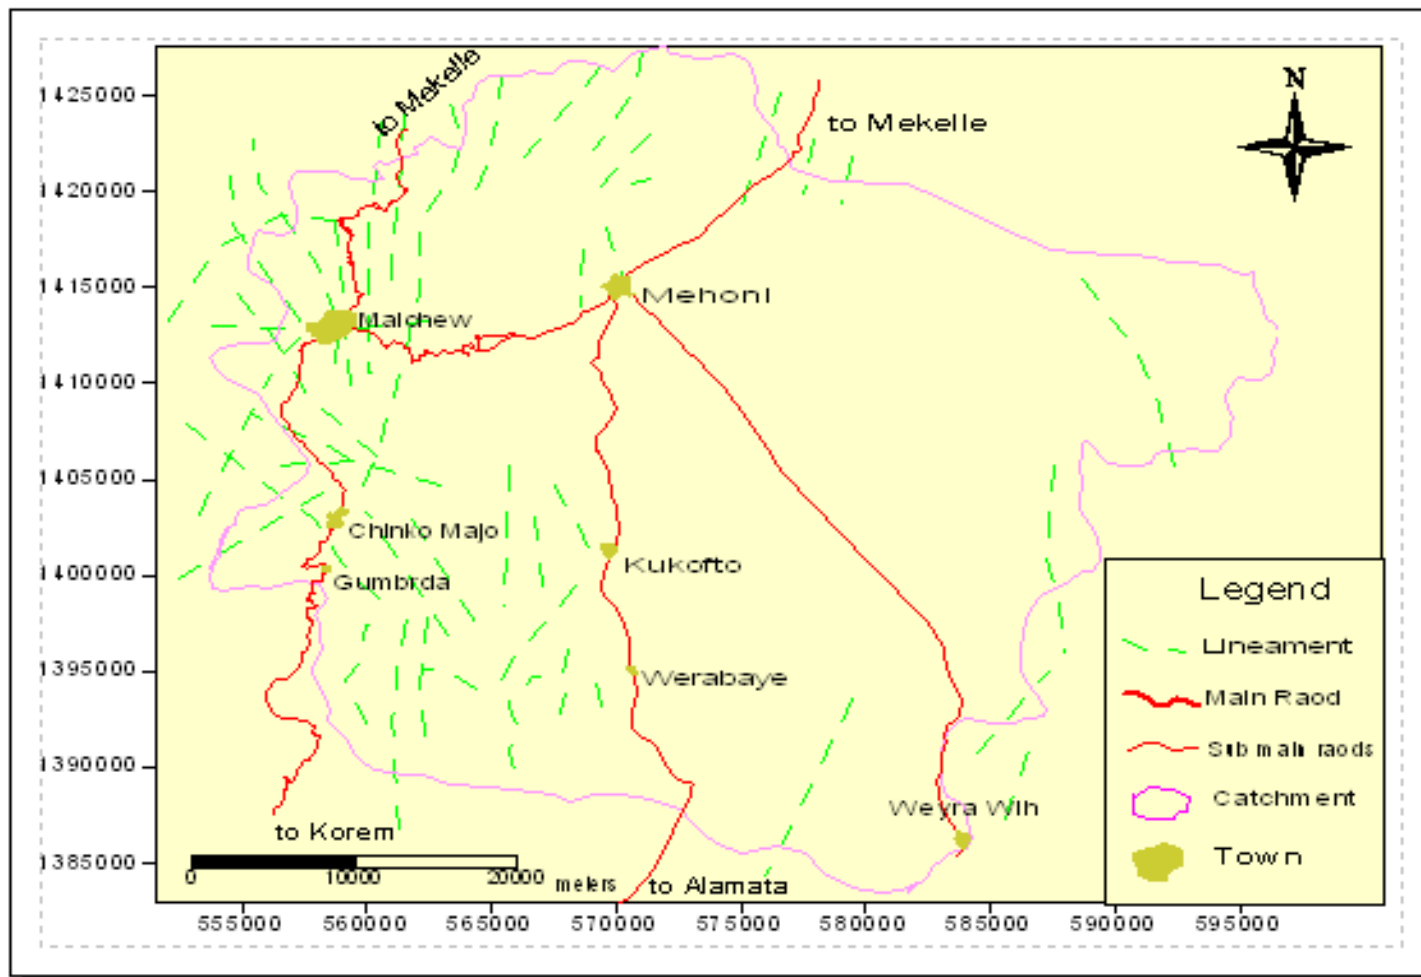 to Mekelle
N
1425000
to Mekelle
1420000
1415000
Mehoni
Maichew
1410000
1405000
Chinko Majo
Kukofto
1400000
Gumbrda
Legend
Lineament
1395000
Werabaye
Main Raod
Sub main raods
1390000
Catchment
Weyra Wih
to Korem
Town
1385000
0 10000 20000 meters
to Alamata
555000 560000 565000 570000 575000 580000 585000 590000 595000